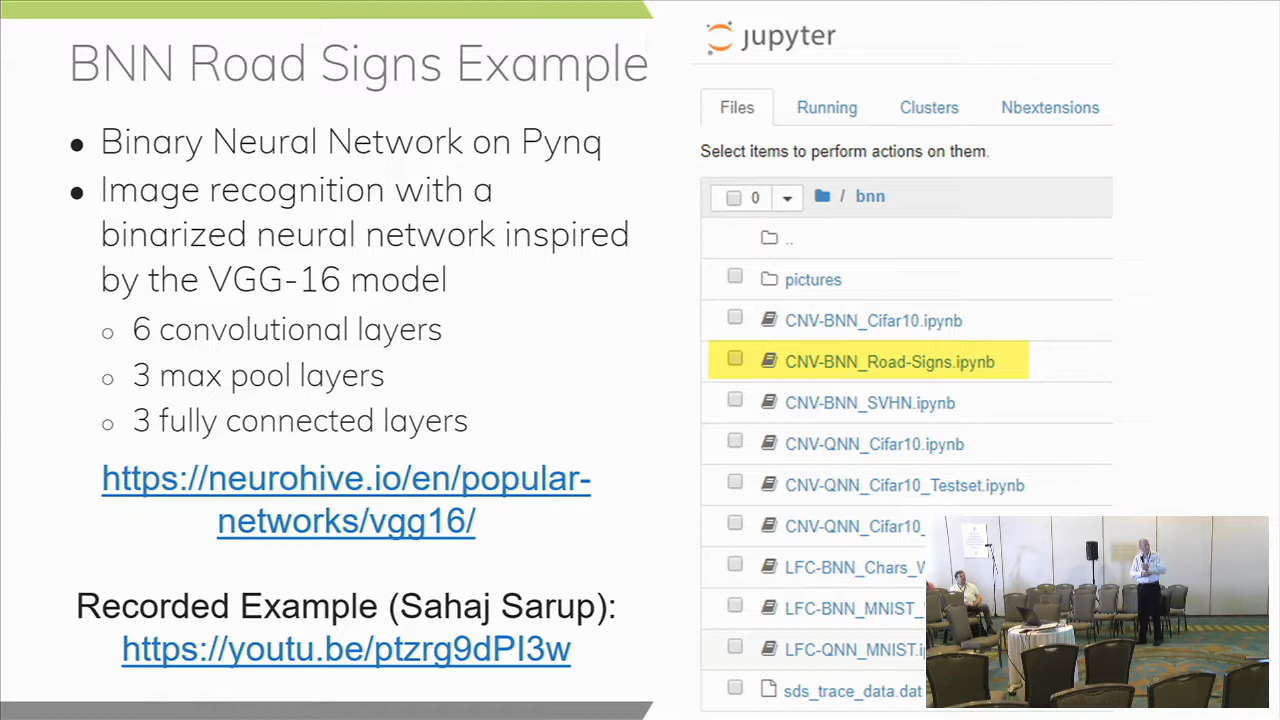 BNN Road Signs Example
● Binary Neural Network on Pynq
● Image recognition with a
binarized neural network inspired
by the VGG-16 model
○ 6 convolutional layers
○ 3 max pool layers
○ 3 fully connected layers
https://neurohive.io/en/popular-
networks/vgg16/
Recorded Example (Sahaj Sarup):
https://youtu.be/ptzrg9dPI3w
jupyter
Files Running Clusters Nbextensions
Select items to perform actions on them.
0 / bnn
..
pictures
CNV-BNN_Cifar10.ipynb
CNV-BNN_Road-Signs.ipynb
CNV-BNN_SVHN.ipynb
CNV-QNN_Cifar10.ipynb
CNV-QNN_Cifar10_Testset.ipynb
CNV-QNN_Cifar10_
LFC-BNN_Chars_
LFC-BNN_MNIST_
LFC-QNN_MNIST.i
sds_trace_data.dat